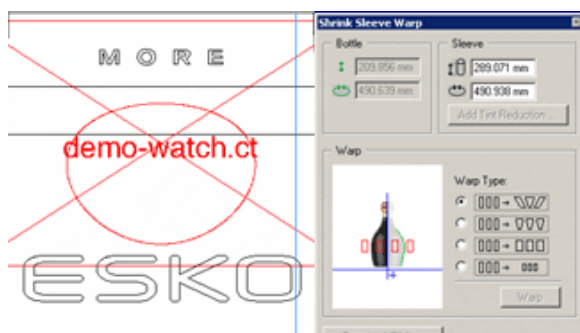 MORE
demo-watch.ct
ESKO
Shrink Sleeve Warp
Bottle
209.856 mm
490.639 mm
Sleeve
289.071 mm
490.938 mm
Add Tint Reduction ...
Warp
Warp Type:
Warp